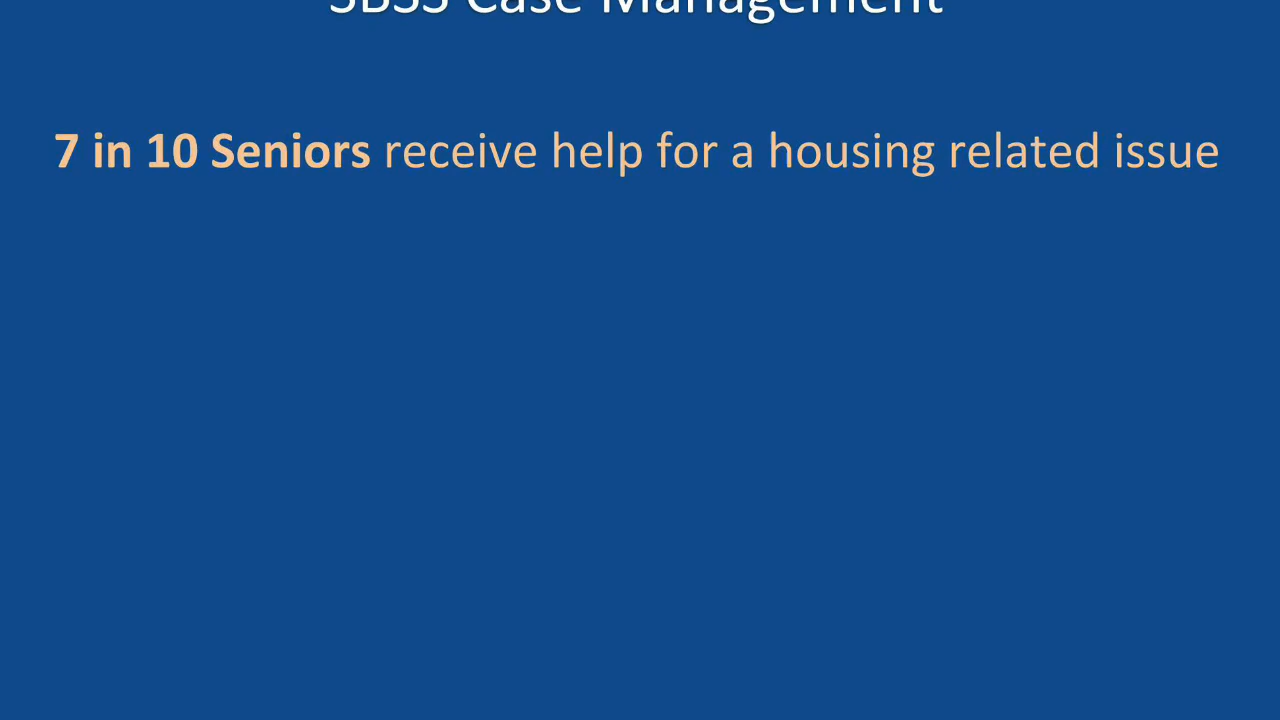 Case Management
7 in 10 Seniors receive help for a housing related issue